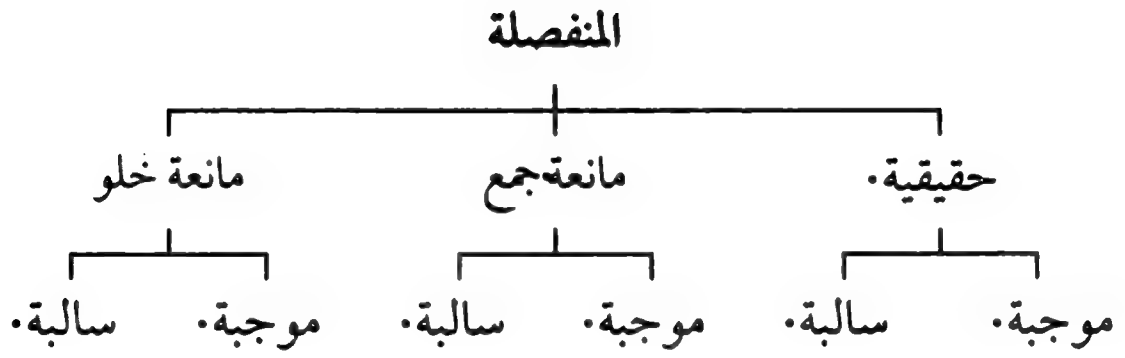 المنفصلة
حقيقية. مانعة جمع مانعة خلو
موجبة. سالبة. موجبة. سالبة. موجبة. سالبة.